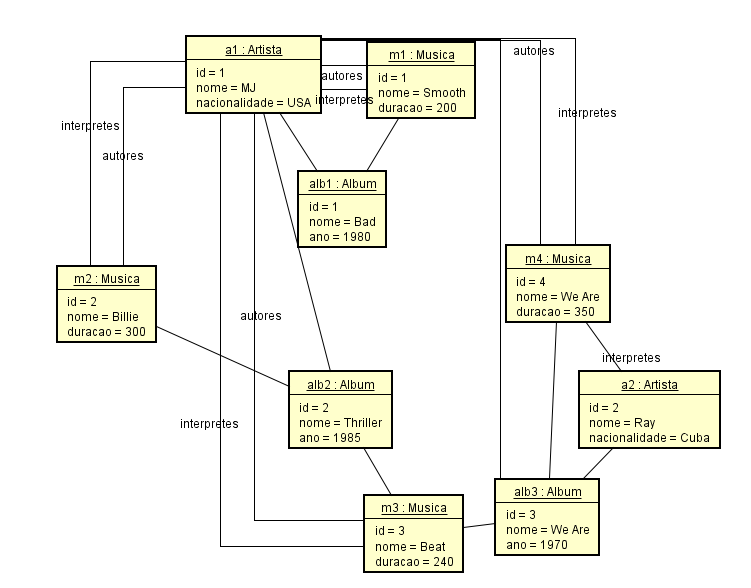 a1 : Artista
id = 1
nome = MJ
nacionalidade = USA
m1 : Musica
id = 1
nome = Smooth
duracao = 200
autores
interpretes
autores
interpretes
interpretes
autores
alb1 : Album
id = 1
nome = Bad
ano = 1980
m2 : Musica
id = 2
nome = Billie
duracao = 300
m4 : Musica
id = 4
nome = We Are
duracao = 350
autores
interpretes
interpretes
alb2 : Album
id = 2
nome = Thriller
ano = 1985
a2 : Artista
id = 2
nome = Ray
nacionalidade = Cuba
m3 : Musica
id = 3
nome = Beat
duracao = 240
alb3 : Album
id = 3
nome = We Are
ano = 1970